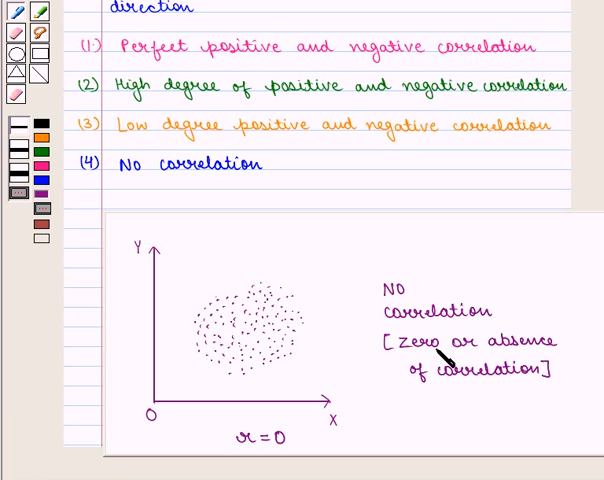 direction
(1.) Perfect positive and negative correlation
(2) High degree of positive and negative correlation
(3) Low degree positive and negative correlation
(4) No correlation
Y
No
correlation
[zero or absence
of correlation]
O
X
r = 0